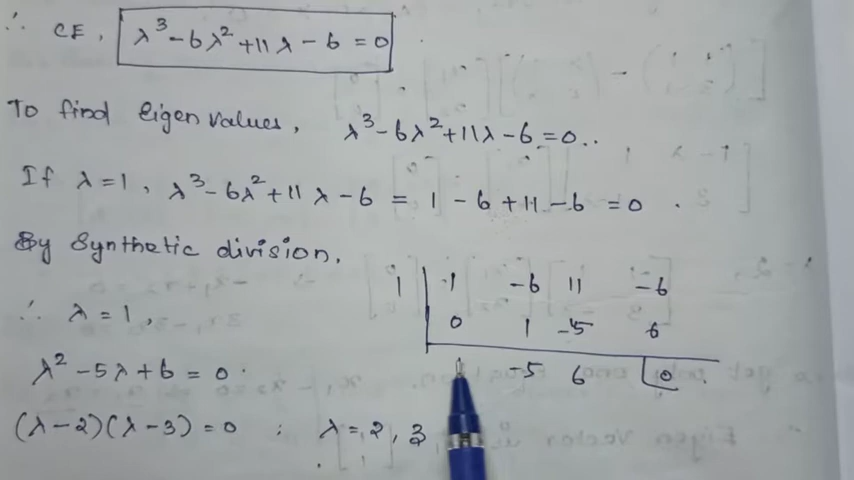 ∴ CE, λ³-6λ²+11λ-6=0
To find Eigen values, λ³-6λ²+11λ-6=0..
If λ=1, λ³-6λ²+11λ-6 = 1-6+11-6 =0.
By Synthetic division.
1 | 1 -6 11 -6
∴ λ=1,
0 1 -5 6
λ²-5λ+6=0.
1 -5 6 0.
(λ-2)(λ-3)=0 : λ=2,3